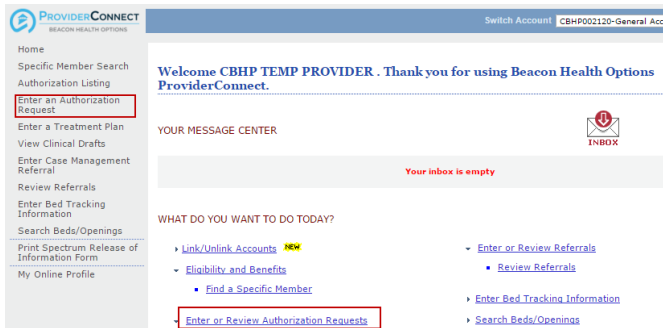 PROVIDERCONNECT
BEACON HEALTH OPTIONS
Switch Account CBHP002120-General Acc
Home
Specific Member Search
Authorization Listing
Enter an Authorization
Request
Enter a Treatment Plan
View Clinical Drafts
Enter Case Management
Referral
Review Referrals
Enter Bed Tracking
Information
Search Beds/Openings
Print Spectrum Release of
Information Form
My Online Profile
Welcome CBHP TEMP PROVIDER . Thank you for using Beacon Health Options
ProviderConnect.
YOUR MESSAGE CENTER
INBOX
Your inbox is empty
WHAT DO YOU WANT TO DO TODAY?
Link/Unlink Accounts NEW
Eligibility and Benefits
Find a Specific Member
Enter or Review Authorization Requests
Enter or Review Referrals
Review Referrals
Enter Bed Tracking Information
Search Beds/Openings